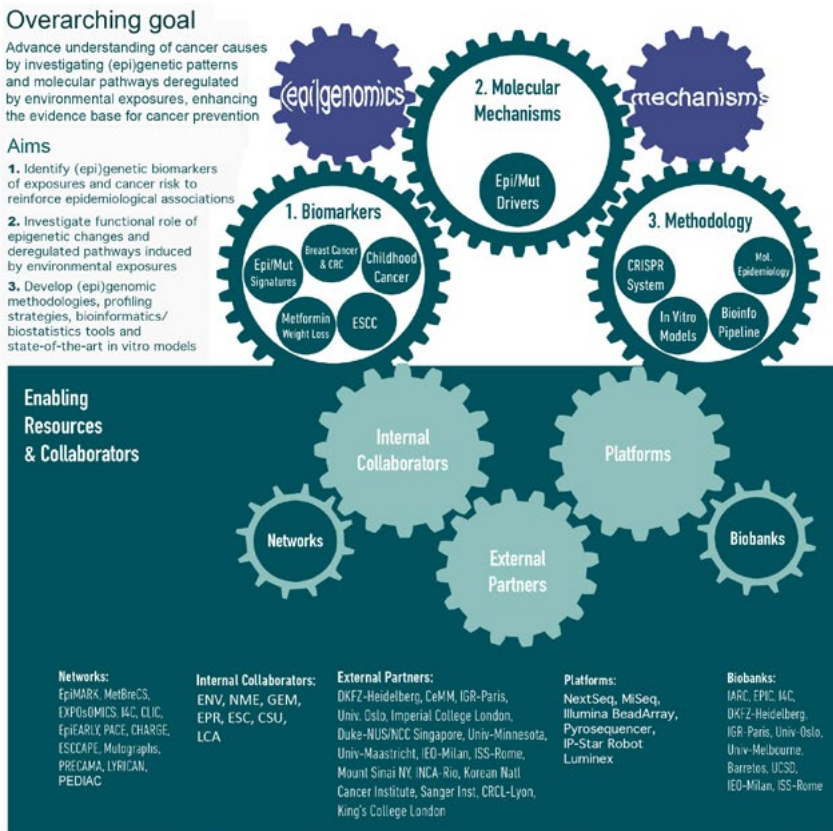 Overarching goal
Advance understanding of cancer causes
by investigating (epi)genetic patterns
and molecular pathways deregulated
by environmental exposures, enhancing
the evidence base for cancer prevention
Aims
1. Identify (epi)genetic biomarkers
of exposures and cancer risk to
reinforce epidemiological associations
2. Investigate functional role of
epigenetic changes and
deregulated pathways induced
by environmental exposures
3. Develop (epi)genomic
methodologies, profiling
strategies, bioinformatics/
biostatistics tools and
state-of-the-art in vitro models
(epi)genomics
2. Molecular
Mechanisms
Epi/Mut
Drivers
mechanisms
1. Biomarkers
Epi/Mut
Signatures
Breast Cancer
& CRC
Childhood
Cancer
Metformin
Weight Loss
ESCC
3. Methodology
CRISPR
System
Mol.
Epidemiology
In Vitro
Models
Bioinfo
Pipeline
Enabling
Resources
& Collaborators
Internal
Collaborators
Platforms
Networks
External
Partners
Biobanks
Networks:
EpiMARK, MetBreCS,
EXPOsOMICS, I4C, CLIC,
EpiEARLY, PACE, CHARGE,
ESCCAPE, Mutographs,
PRECAMA, LYRICAN,
PEDIAC
Internal Collaborators:
ENV, NME, GEM,
EPR, ESC, CSU,
LCA
External Partners:
DKFZ-Heidelberg, CeMM, IGR-Paris,
Univ. Oslo, Imperial College London,
Duke-NUS/NCC Singapore, Univ-Minnesota,
Univ-Maastricht, IEO-Milan, ISS-Rome,
Mount Sinai NY, INCA-Rio, Korean Natl
Cancer Institute, Sanger Inst, CRCL-Lyon,
King's College London
Platforms:
NextSeq, MiSeq,
Illumina BeadArray,
Pyrosequencer,
IP-Star Robot
Luminex
Biobanks:
IARC, EPIC, I4C,
DKFZ-Heidelberg,
IGR-Paris, Univ-Oslo,
Univ-Melbourne,
Barretos, UCSD,
IEO-Milan, ISS-Rome